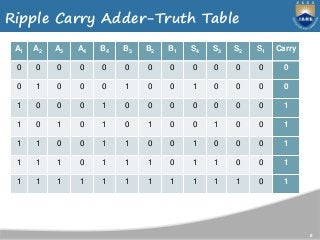 Ripple Carry Adder-Truth Table
IARE
A1 A2 A3 A4 B4 B3 B2 B1 S4 S3 S2 S1 Carry
0 0 0 0 0 0 0 0 0 0 0 0 0
0 1 0 0 0 1 0 0 1 0 0 0 0
1 0 0 0 1 0 0 0 0 0 0 0 1
1 0 1 0 1 0 1 0 0 1 0 0 1
1 1 0 0 1 1 0 0 1 0 0 0 1
1 1 1 0 1 1 1 0 1 1 0 0 1
1 1 1 1 1 1 1 1 1 1 1 0 1